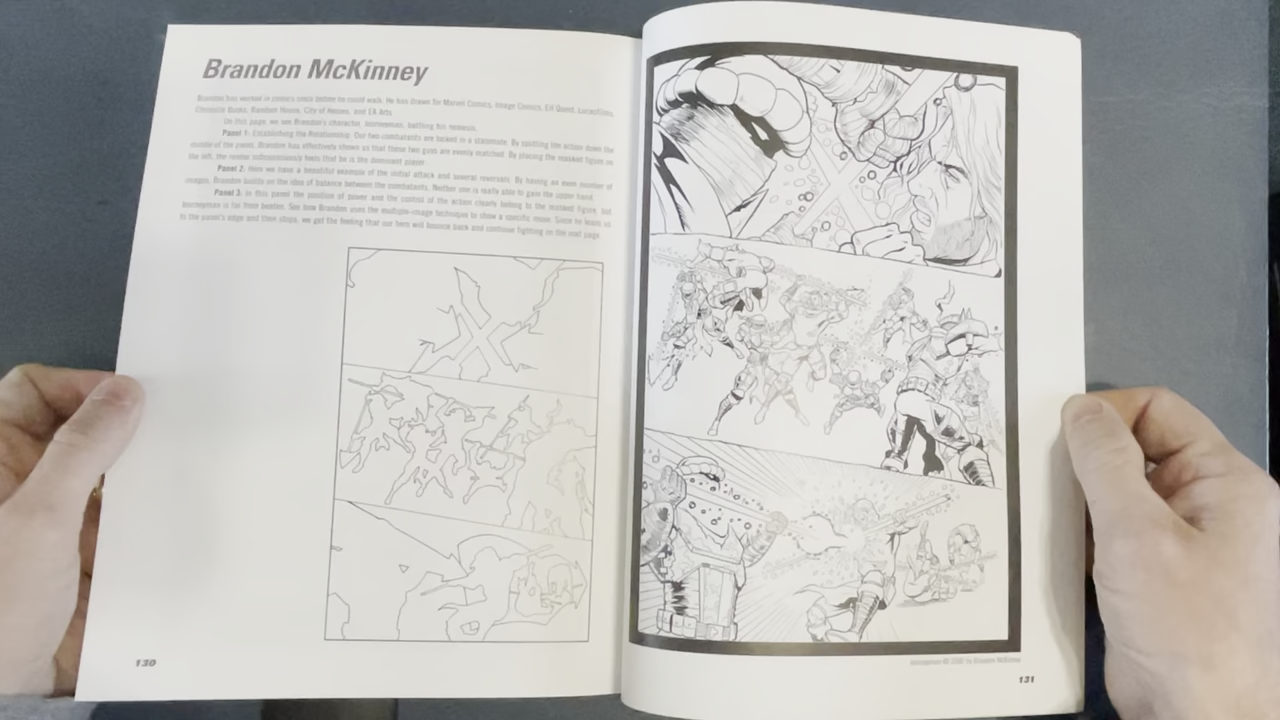 Brandon McKinney
Brandon has worked in comics since before he could walk. He has drawn for Marvel Comics, Image Comics, Elf Quest, Lucasfilms,
Chronicle Books, Random House, City of Heroes, and EA Arts.
On this page, we see Brandon's character, Journeyman, battling his nemesis.
Panel 1: Establishing the Relationship. Our two combatants are locked in a stalemate. By spotting the action down the
middle of the panel, Brandon has effectively shown us that these two guys are evenly matched. By placing the masked figure on
the left, the reader subconsciously feels that he is the dominant player.
Panel 2: Here we have a beautiful example of the initial attack and several reversals. By having an even number of
images, Brandon builds on the idea of balance between the combatants. Neither one is really able to gain the upper hand.
Panel 3: In this panel the position of power and the control of the action clearly belong to the masked figure, but
Journeyman is far from beaten. See how Brandon uses the multiple-image technique to show a specific move. Since he leads us
to the panel's edge and then stops, we get the feeling that our hero will bounce back and continue fighting on the next page.
130
by Brandon McKinney
131